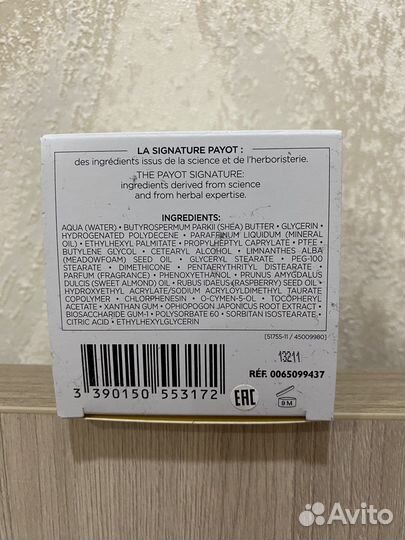 LA SIGNATURE PAYOT :
des ingrédients issus de la science et de l'herboristerie.
THE PAYOT SIGNATURE:
ingredients derived from science
and from herbal expertise.
INGREDIENTS:
AQUA (WATER) • BUTYROSPERMUM PARKII (SHEA) BUTTER • GLYCERIN •
HYDROGENATED POLYDECENE • PARAFFINUM LIQUIDUM (MINERAL
OIL) • ETHYLHEXYL PALMITATE • PROPYLHEPTYL CAPRYLATE • PTFE •
BUTYLENE GLYCOL • CETEARYL ALCOHOL • LIMNANTHES ALBA
(MEADOWFOAM) SEED OIL • GLYCERYL STEARATE • PEG-100
STEARATE • DIMETHICONE • PENTAERYTHRITYL DISTEARATE •
PARFUM (FRAGRANCE) • PHENOXYETHANOL • PRUNUS AMYGDALUS
DULCIS (SWEET ALMOND) OIL • RUBUS IDAEUS (RASPBERRY) SEED OIL •
HYDROXYETHYL ACRYLATE/SODIUM ACRYLOYLDIMETHYL TAURATE
COPOLYMER • CHLORPHENESIN • O-CYMEN-5-OL • TOCOPHERYL
ACETATE • XANTHAN GUM • OPHIOPOGON JAPONICUS ROOT EXTRACT •
BIOSACCHARIDE GUM-1 • POLYSORBATE 60 • SORBITAN ISOSTEARATE •
CITRIC ACID • ETHYLHEXYLGLYCERIN
(51755-11 / 45009980)
13211
RÉF. 0065099437
3 390150 553172
EAC
9 M
Avito